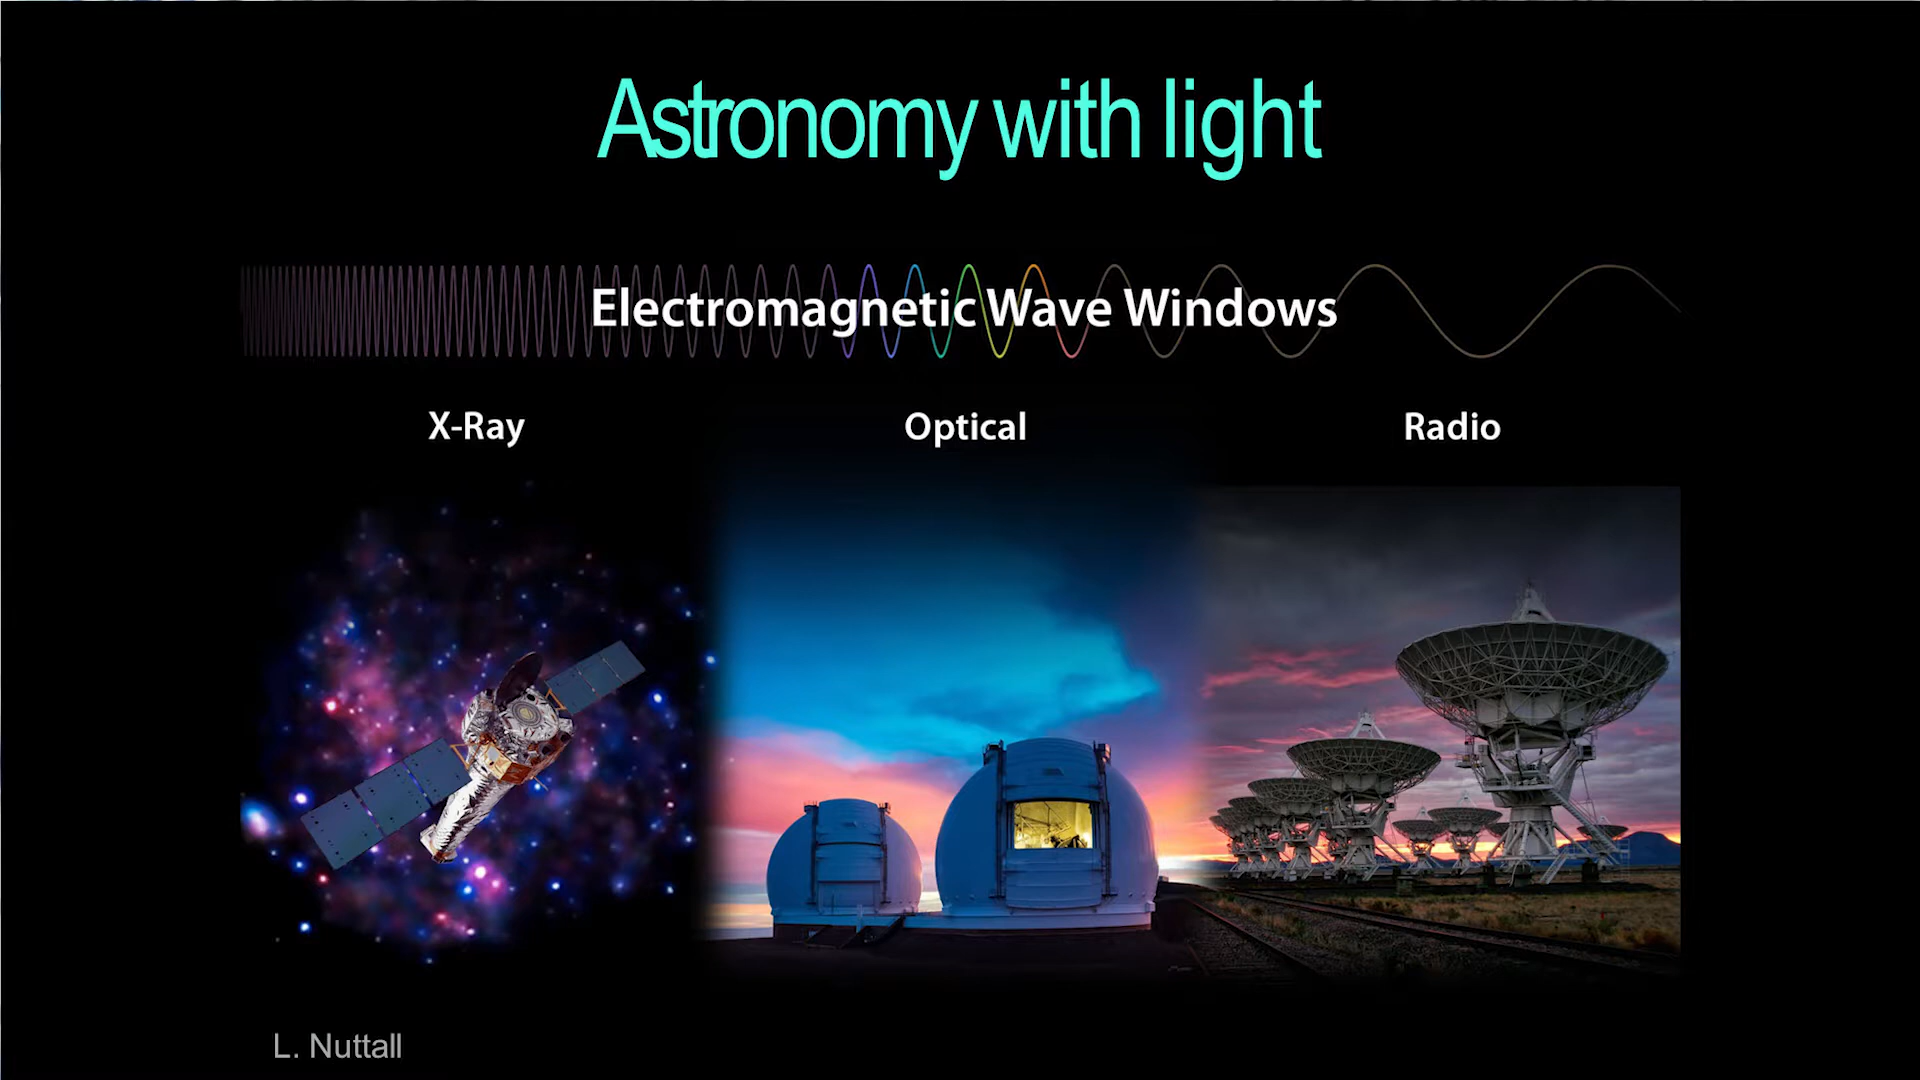 Astronomy with light
Electromagnetic Wave Windows
X-Ray
Optical
Radio
L. Nuttall